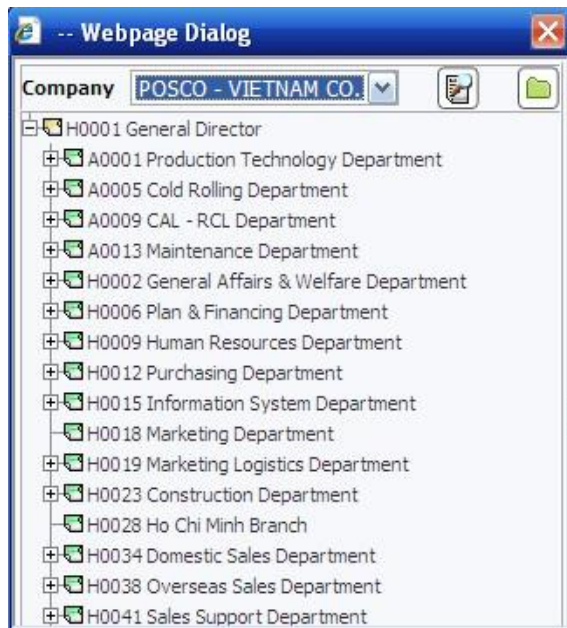 -- Webpage Dialog
Company POSCO - VIETNAM CO.
H0001 General Director
A0001 Production Technology Department
A0005 Cold Rolling Department
A0009 CAL - RCL Department
A0013 Maintenance Department
H0002 General Affairs & Welfare Department
H0006 Plan & Financing Department
H0009 Human Resources Department
H0012 Purchasing Department
H0015 Information System Department
H0018 Marketing Department
H0019 Marketing Logistics Department
H0023 Construction Department
H0028 Ho Chi Minh Branch
H0034 Domestic Sales Department
H0038 Overseas Sales Department
H0041 Sales Support Department